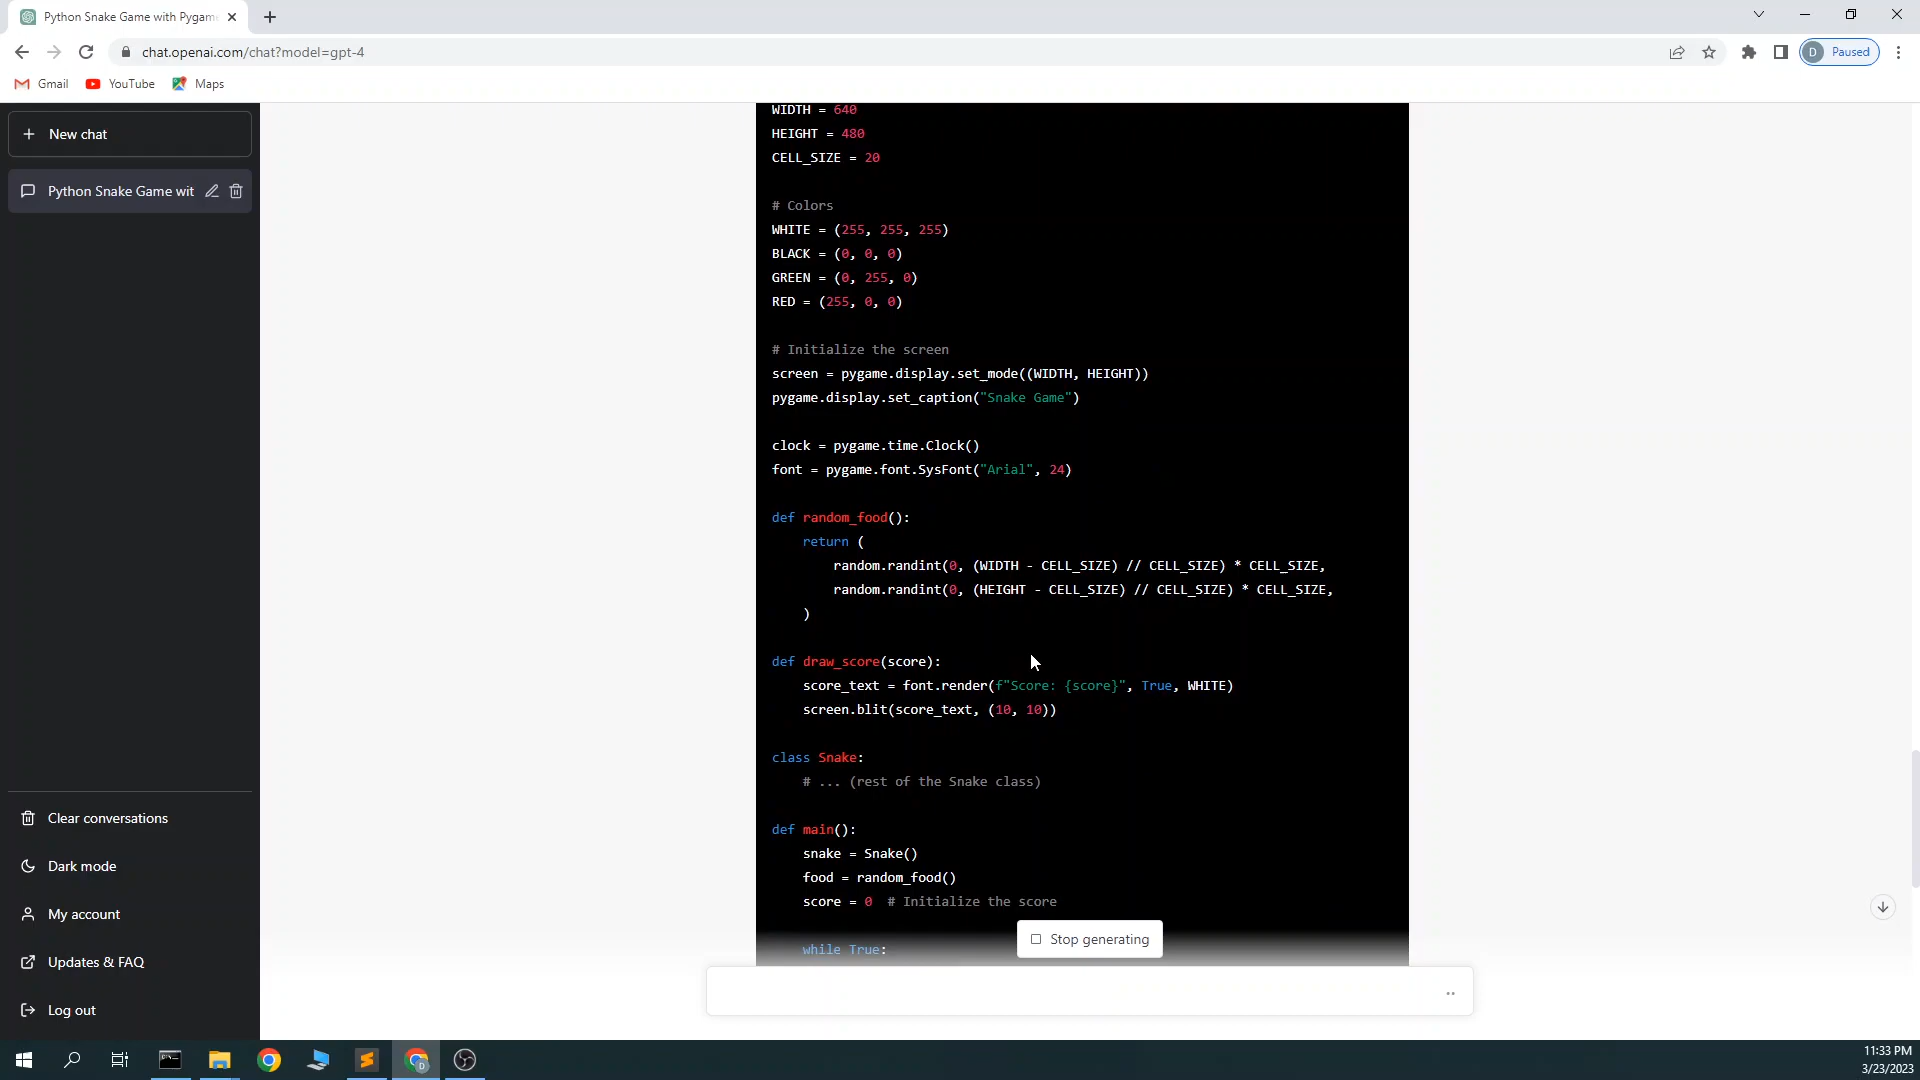 Python Snake Game with Pygam
chat.openai.com/chat?model=gpt-4
D Paused
Gmail YouTube Maps
New chat
Python Snake Game wit
Clear conversations
Dark mode
My account
Updates & FAQ
Log out
WIDTH = 640
HEIGHT = 480
CELL_SIZE = 20
# Colors
WHITE = (255, 255, 255)
BLACK = (0, 0, 0)
GREEN = (0, 255, 0)
RED = (255, 0, 0)
# Initialize the screen
screen = pygame.display.set_mode((WIDTH, HEIGHT))
pygame.display.set_caption("Snake Game")
clock = pygame.time.Clock()
font = pygame.font.SysFont("Arial", 24)
def random_food():
    return (
        random.randint(0, (WIDTH - CELL_SIZE) // CELL_SIZE) * CELL_SIZE,
        random.randint(0, (HEIGHT - CELL_SIZE) // CELL_SIZE) * CELL_SIZE,
    )
def draw_score(score):
    score_text = font.render(f"Score: {score}", True, WHITE)
    screen.blit(score_text, (10, 10))
class Snake:
    # ... (rest of the Snake class)
def main():
    snake = Snake()
    food = random_food()
    score = 0  # Initialize the score
    while True:
Stop generating
D
11:33 PM
3/23/2023